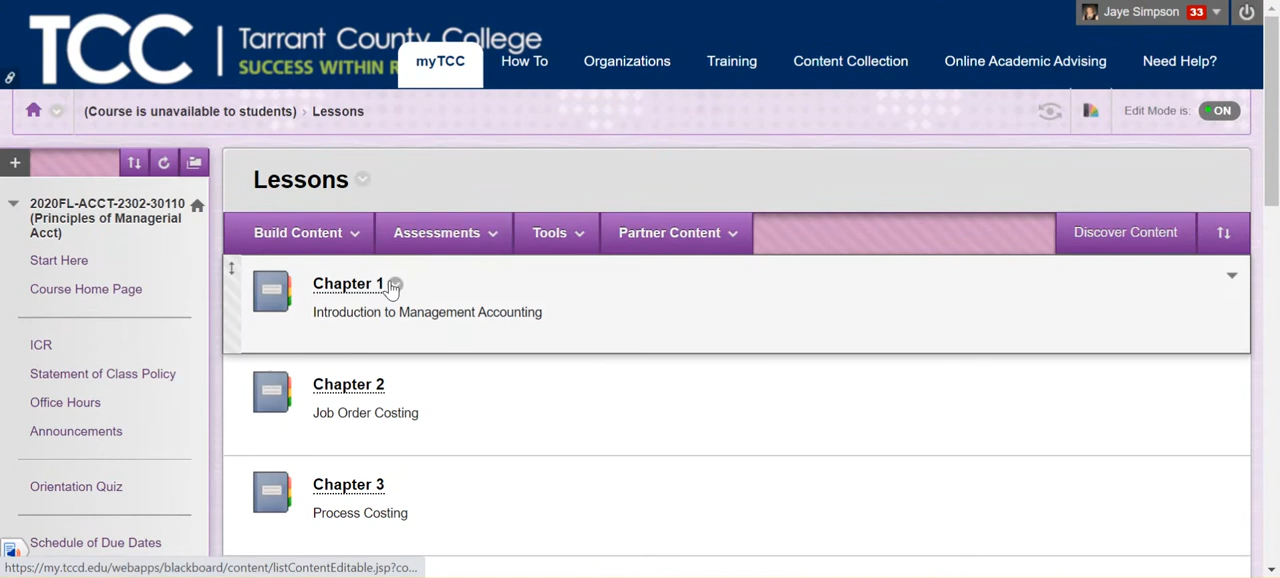 Jaye Simpson 33
TCC Tarrant County College
SUCCESS WITHIN R
myTCC How To Organizations Training Content Collection Online Academic Advising Need Help?
(Course is unavailable to students) › Lessons Edit Mode is: ON
Lessons
2020FL-ACCT-2302-30110
(Principles of Managerial
Acct)
Start Here
Course Home Page
ICR
Statement of Class Policy
Office Hours
Announcements
Orientation Quiz
Schedule of Due Dates
Build Content Assessments Tools Partner Content Discover Content
Chapter 1
Introduction to Management Accounting
Chapter 2
Job Order Costing
Chapter 3
Process Costing
https://my.tccd.edu/webapps/blackboard/content/listContentEditable.jsp?co...